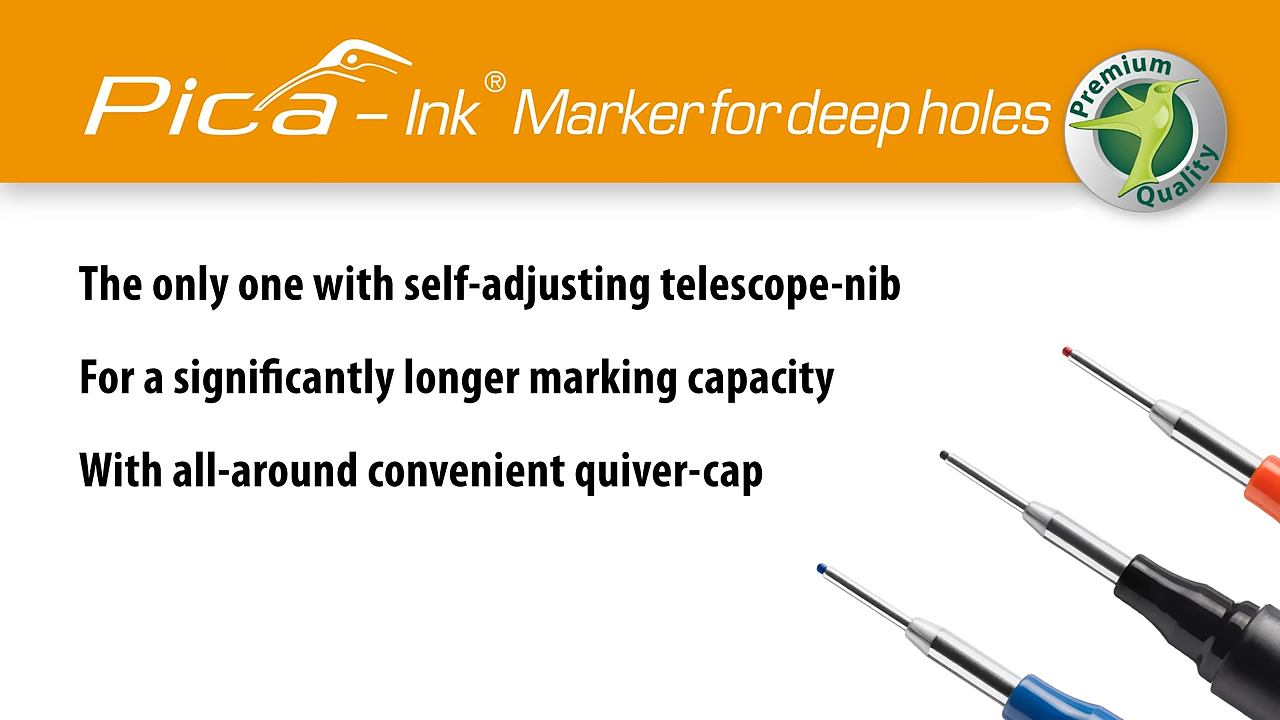 Pica-Ink® Marker for deep holes
Premium
Quality
The only one with self-adjusting telescope-nib
For a significantly longer marking capacity
With all-around convenient quiver-cap